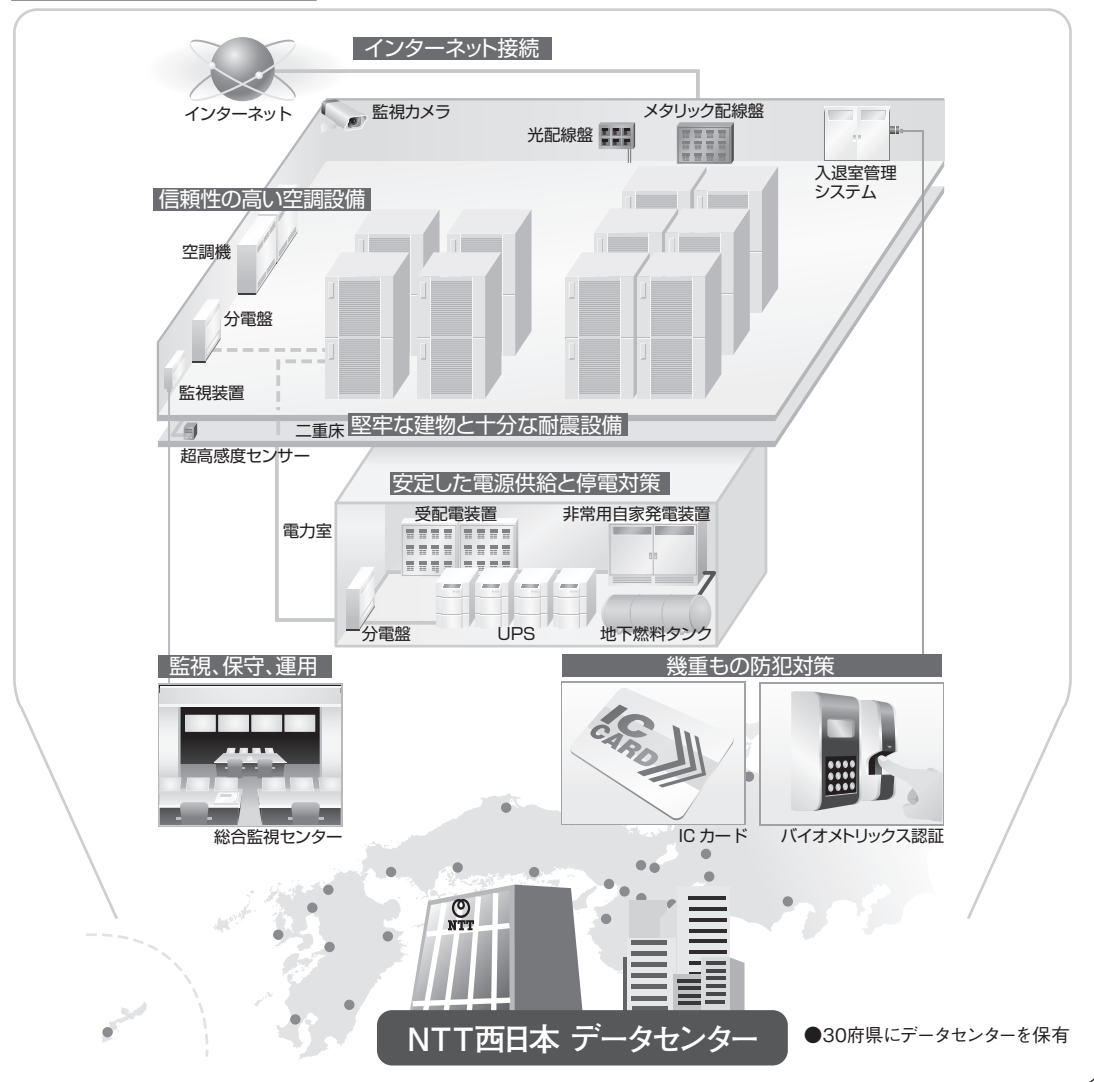 インターネット接続
インターネット
監視カメラ
メタリック配線盤
光配線盤
入退室管理
システム
信頼性の高い空調設備
空調機
分電盤
監視装置
二重床
堅牢な建物と十分な耐震設備
超高感度センサー
安定した電源供給と停電対策
受配電装置
非常用自家発電装置
電力室
分電盤
UPS
地下燃料タンク
監視、保守、運用
幾重もの防犯対策
IC
CARD
総合監視センター
IC カード
バイオメトリックス認証
NTT
NTT西日本 データセンター
●30府県にデータセンターを保有